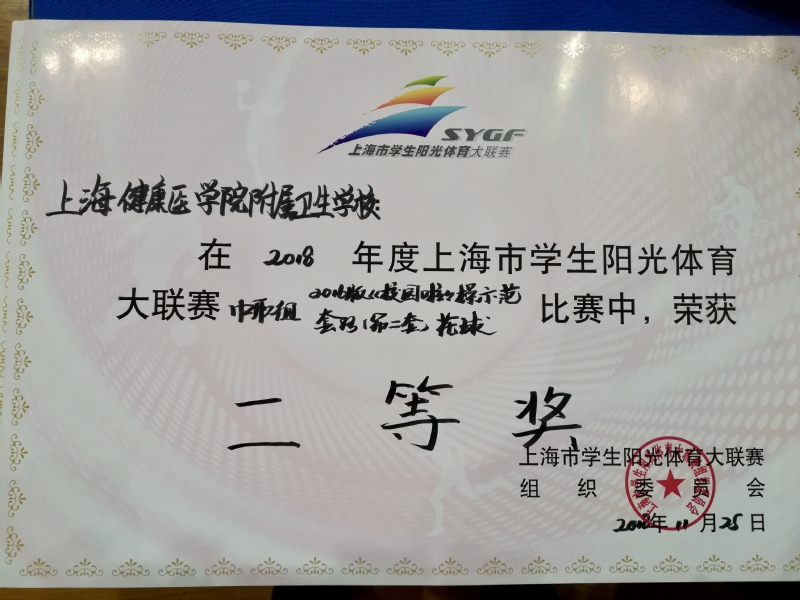 SYGF
上海市学生阳光体育大联赛
上海健康医学院附属卫生学校
在 2018 年度上海市学生阳光体育
大联赛 中职组 2016版《校园啦啦操示范套路(第二套)花球 比赛中，荣获
二等奖
上海市学生阳光体育大联赛
组织委员会
2018年11月25日